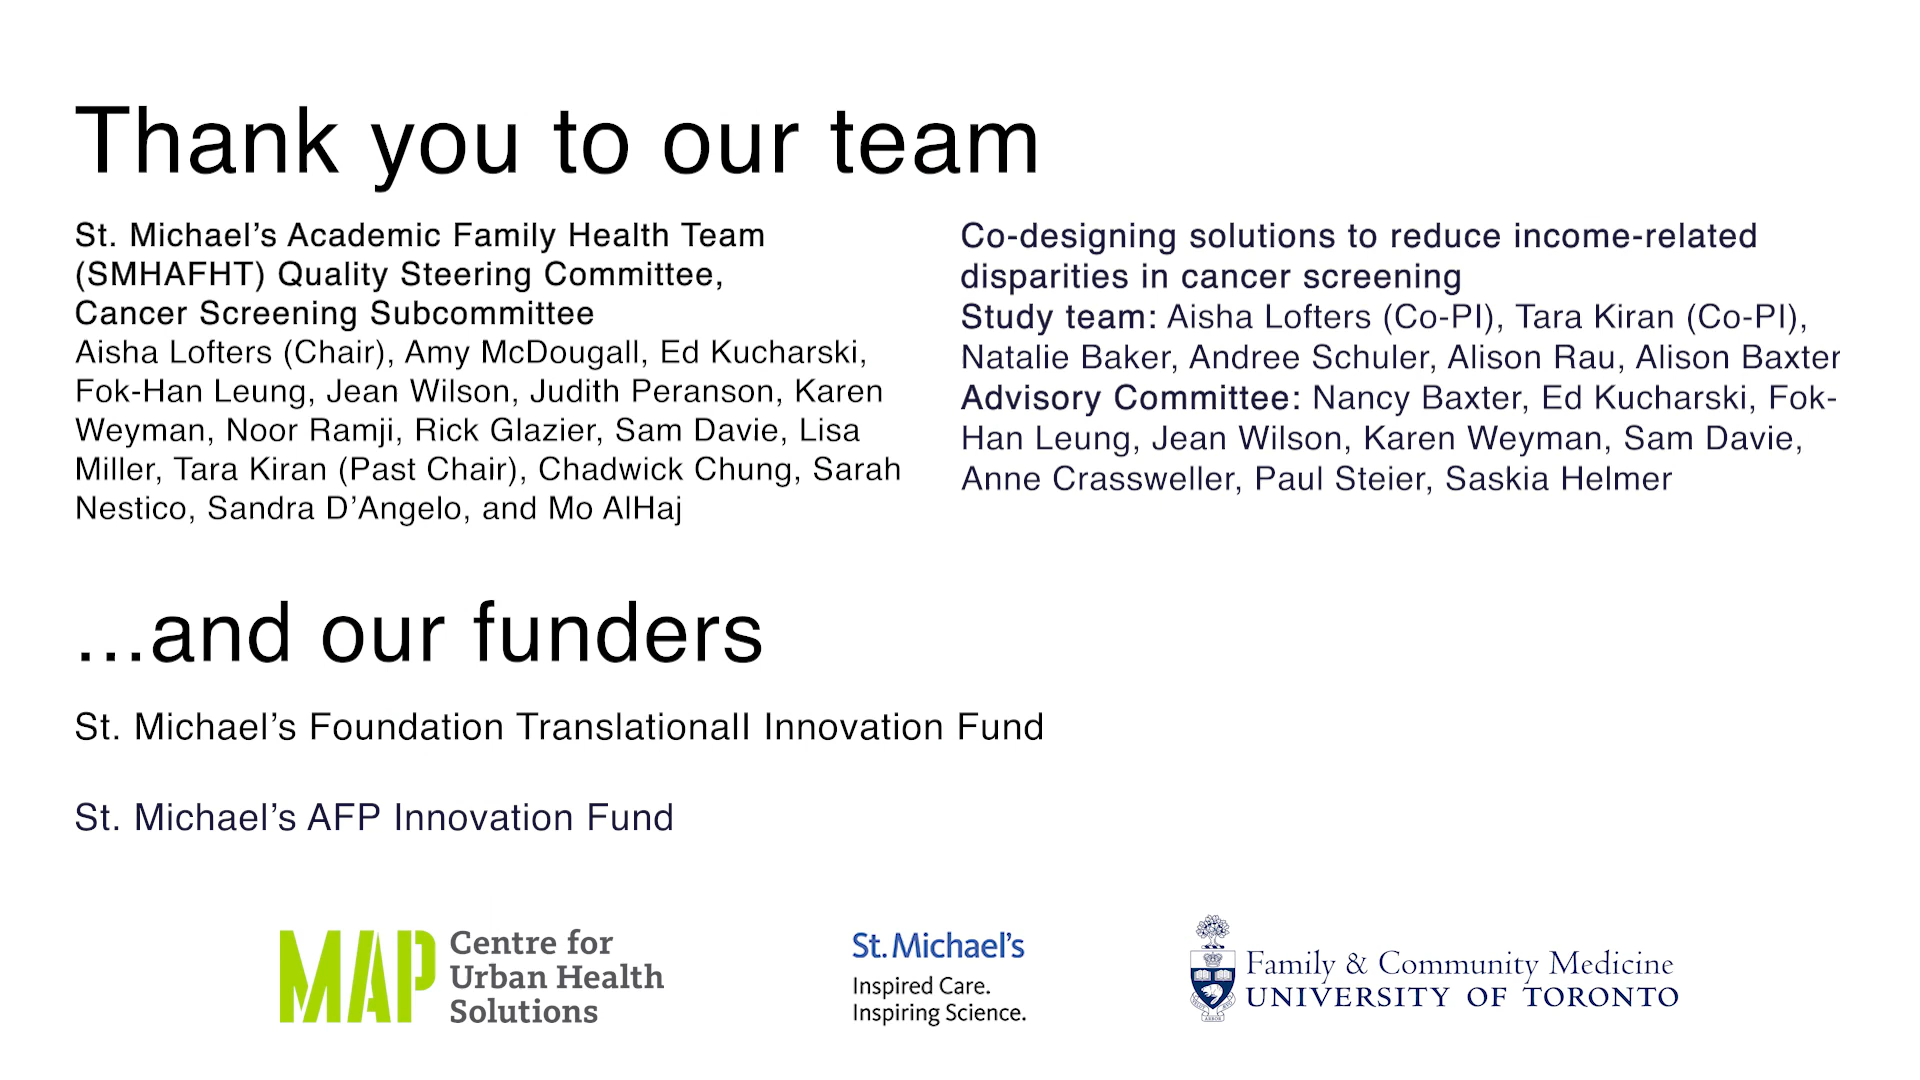 Thank you to our team
St. Michael’s Academic Family Health Team
(SMHAFHT) Quality Steering Committee,
Cancer Screening Subcommittee
Aisha Lofters (Chair), Amy McDougall, Ed Kucharski,
Fok-Han Leung, Jean Wilson, Judith Peranson, Karen
Weyman, Noor Ramji, Rick Glazier, Sam Davie, Lisa
Miller, Tara Kiran (Past Chair), Chadwick Chung, Sarah
Nestico, Sandra D’Angelo, and Mo AlHaj
Co-designing solutions to reduce income-related
disparities in cancer screening
Study team: Aisha Lofters (Co-PI), Tara Kiran (Co-PI),
Natalie Baker, Andree Schuler, Alison Rau, Alison Baxter
Advisory Committee: Nancy Baxter, Ed Kucharski, Fok-
Han Leung, Jean Wilson, Karen Weyman, Sam Davie,
Anne Crassweller, Paul Steier, Saskia Helmer
...and our funders
St. Michael’s Foundation Translationall Innovation Fund
St. Michael’s AFP Innovation Fund
MAP
Centre for
Urban Health
Solutions
St. Michael’s
Inspired Care.
Inspiring Science.
Family & Community Medicine
UNIVERSITY OF TORONTO